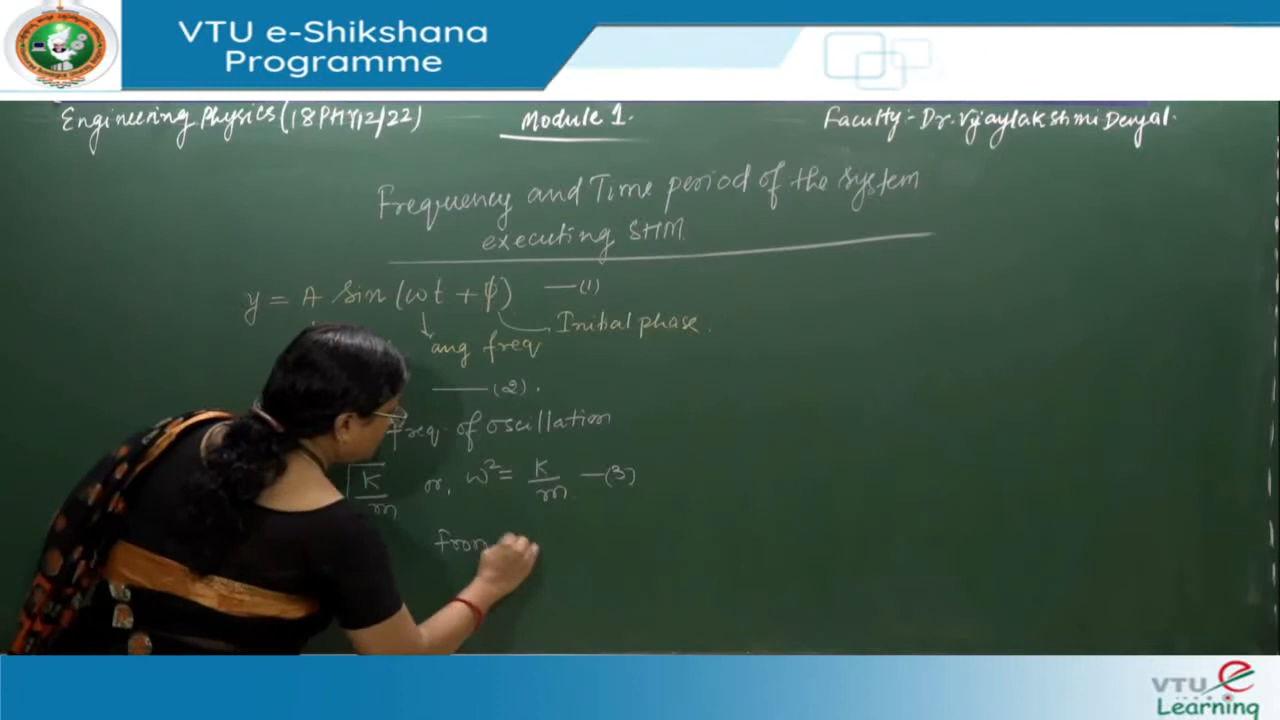 VTU e-Shikshana
Programme
Engineering Physics (18PHY12/22)
Module 1.
Faculty:- Dr. Vijaylakshmi Dengal.
Frequency and Time period of the system
executing SHM.
y = A sin (ωt + φ) —(1)
Initial phase.
ang freq
—(2).
freq. of oscillation
√K/m or, ω² = K/m —(3)
from
VTU e
Learning